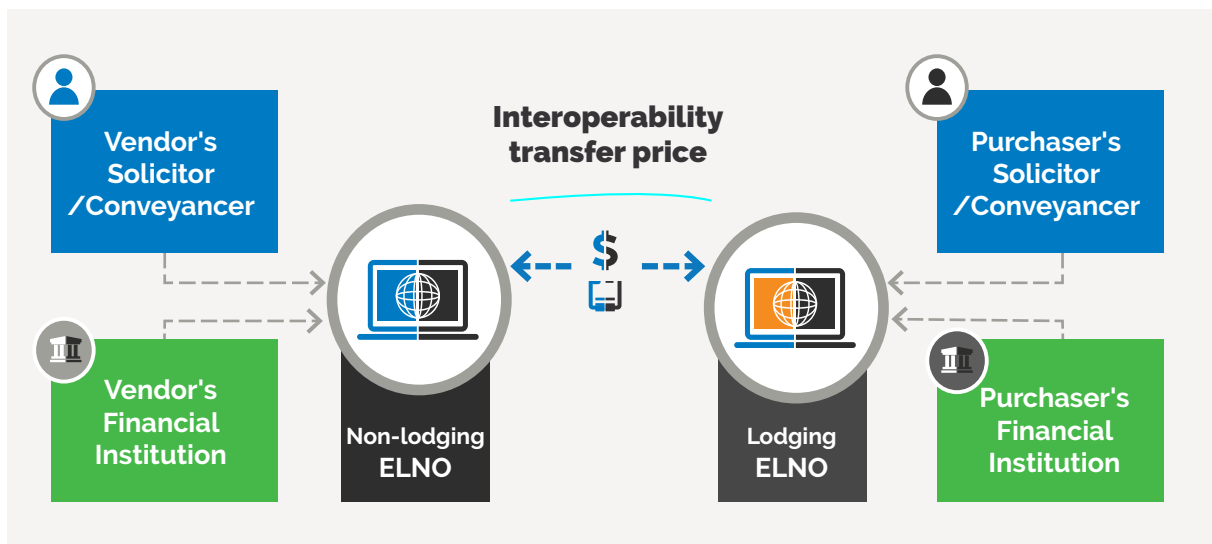 Interoperability
transfer price
Vendor's
Solicitor
/Conveyancer
Purchaser's
Solicitor
/Conveyancer
$
Vendor's
Financial
Institution
Non-lodging
ELNO
Lodging
ELNO
Purchaser's
Financial
Institution